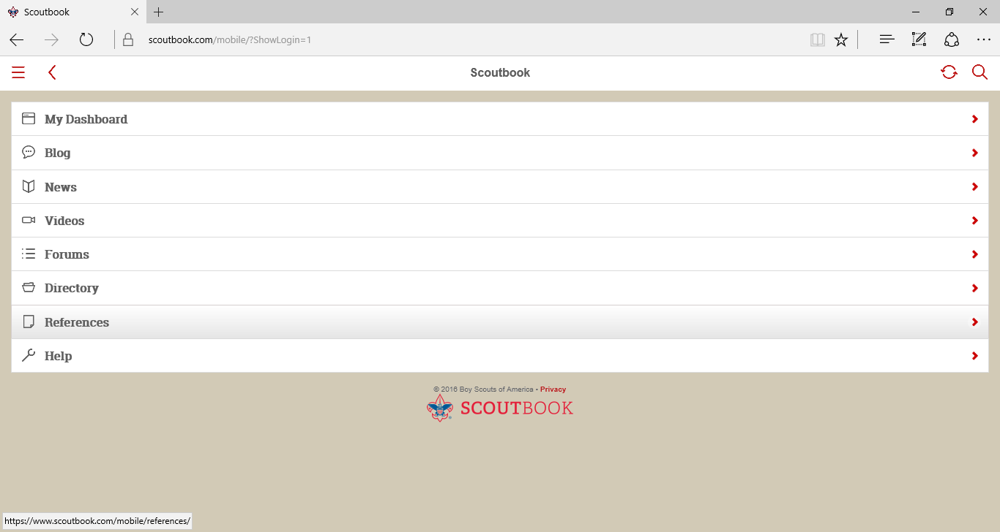 Scoutbook
scoutbook.com/mobile/?ShowLogin=1
Scoutbook
My Dashboard
Blog
News
Videos
Forums
Directory
References
Help
© 2016 Boy Scouts of America • Privacy
SCOUTBOOK
https://www.scoutbook.com/mobile/references/